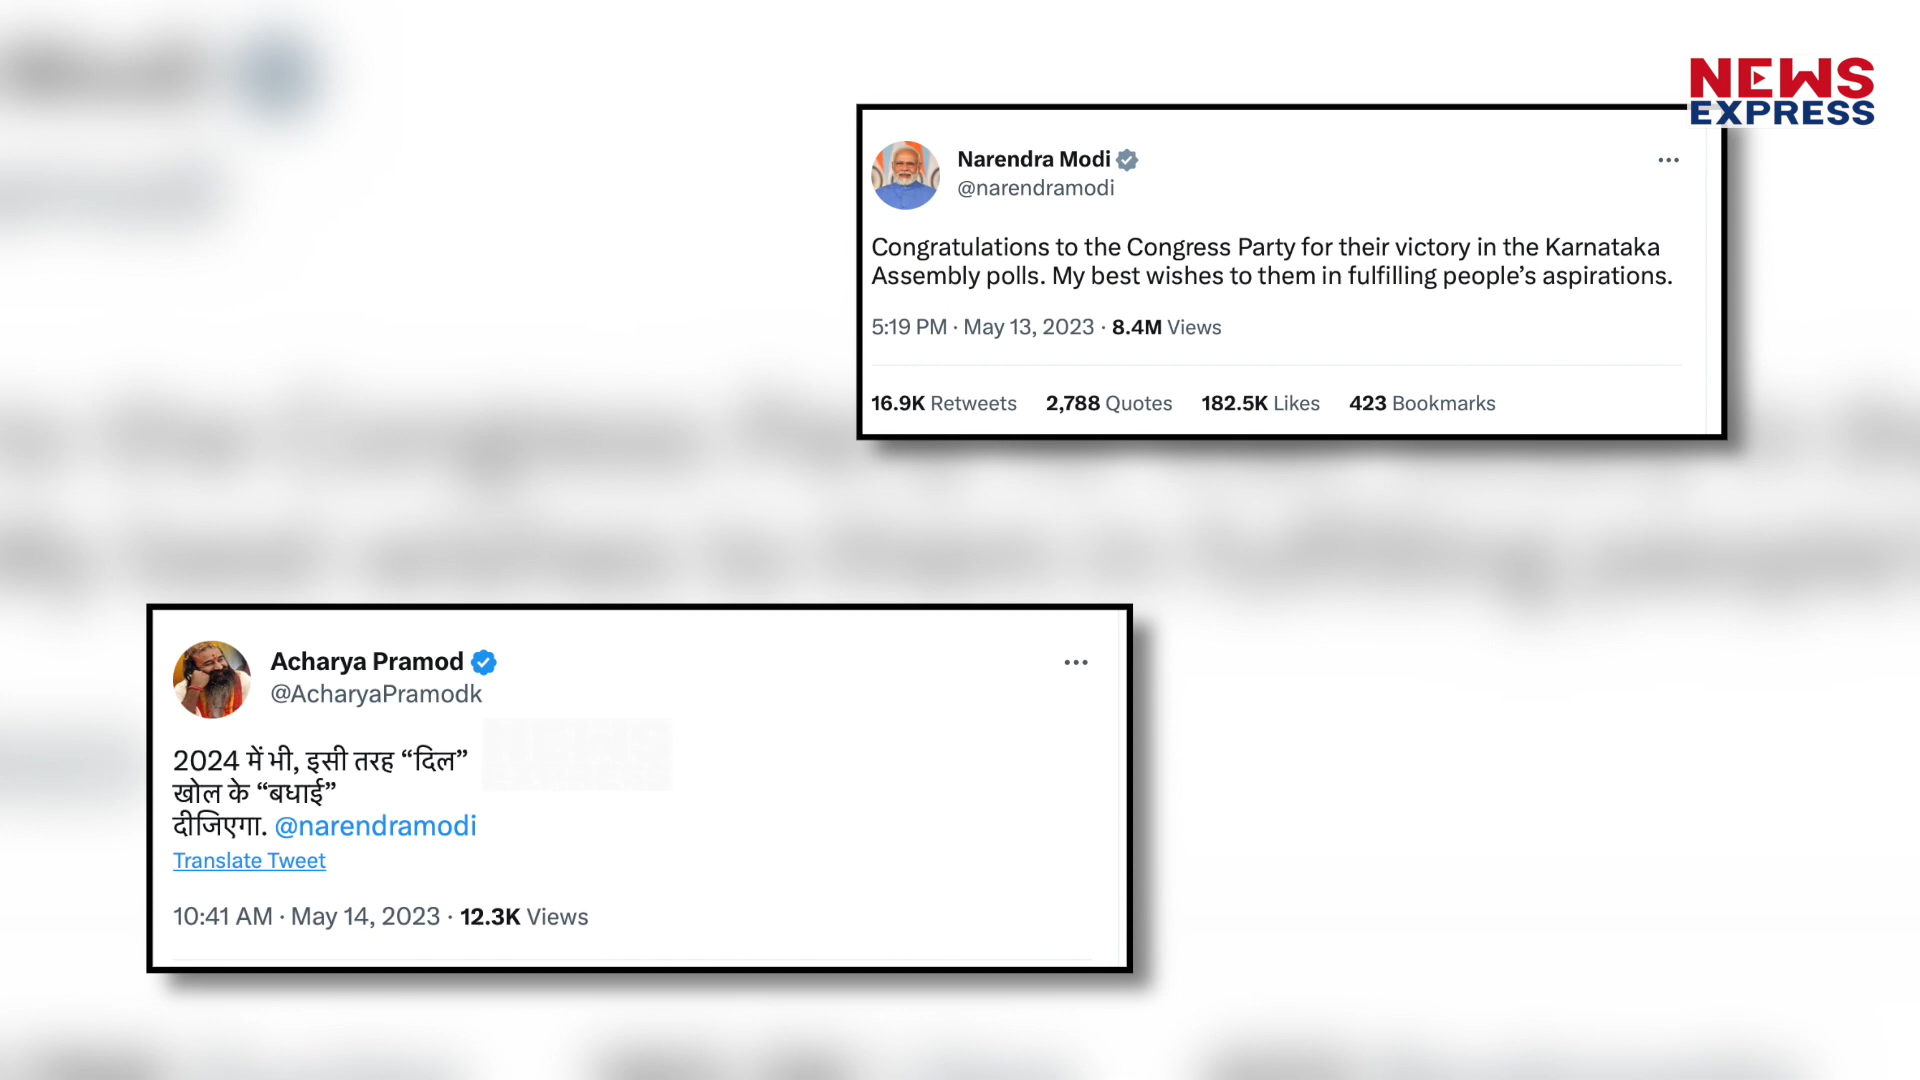 NEWS
EXPRESS
Narendra Modi
@narendramodi
Congratulations to the Congress Party for their victory in the Karnataka
Assembly polls. My best wishes to them in fulfilling people’s aspirations.
5:19 PM · May 13, 2023 · 8.4M Views
16.9K Retweets 2,788 Quotes 182.5K Likes 423 Bookmarks
Acharya Pramod
@AcharyaPramodk
2024 में भी, इसी तरह “दिल”
खोल के “बधाई”
दीजिएगा. @narendramodi
Translate Tweet
10:41 AM · May 14, 2023 · 12.3K Views